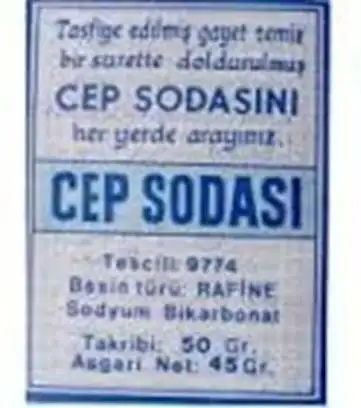 Tasfiye edilmiş gayet temiz
bir surette doldurulmuş
CEP SODASINI
her yerde arayınız.
CEP SODASI
Tescili: 9774
Besin türü: RAFİNE
Sodyum Bikarbonat
Takribi: 50 Gr.
Asgari Net: 45 Gr.